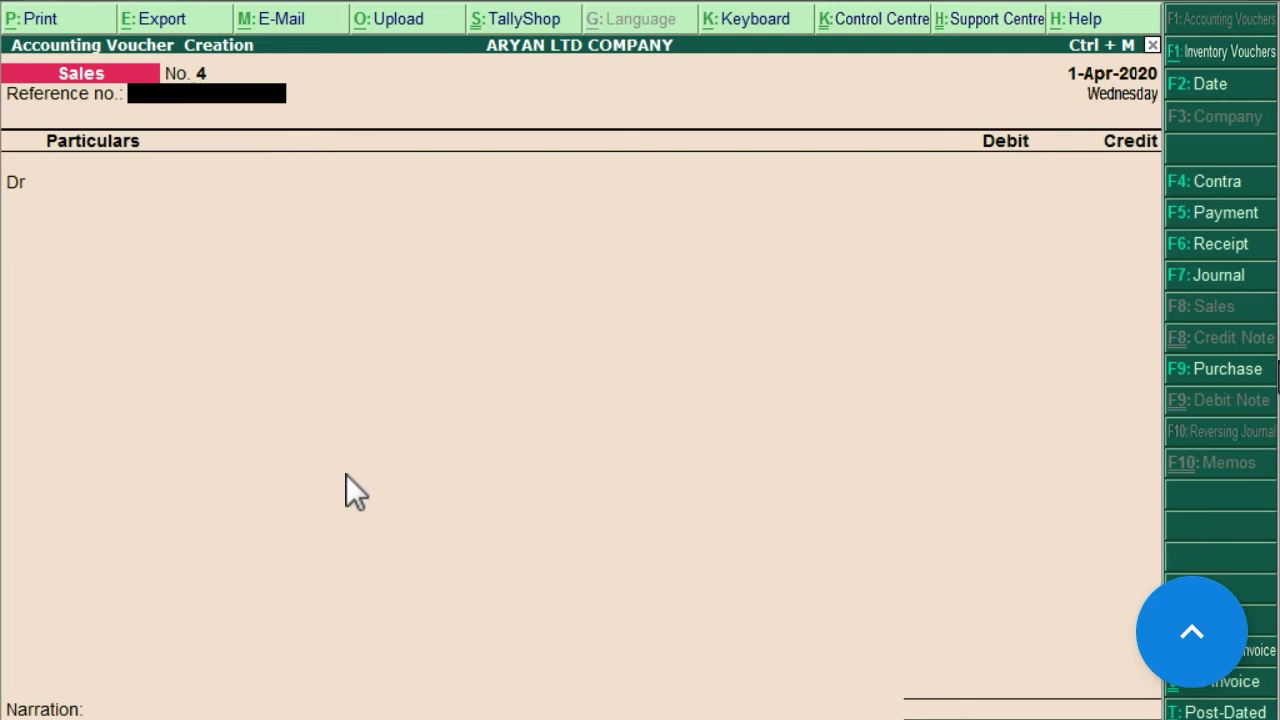 P: Print E: Export M: E-Mail O: Upload S: TallyShop G: Language K: Keyboard K: Control Centre H: Support Centre H: Help
Accounting Voucher Creation ARYAN LTD COMPANY Ctrl + M
Sales No. 4 1-Apr-2020
Reference no.: Wednesday
Particulars Debit Credit
Dr
Narration:
F1: Accounting Vouchers
F1: Inventory Vouchers
F2: Date
F3: Company
F4: Contra
F5: Payment
F6: Receipt
F7: Journal
F8: Sales
F8: Credit Note
F9: Purchase
F9: Debit Note
F10: Reversing Journal
F10: Memos
Invoice
T: Post-Dated